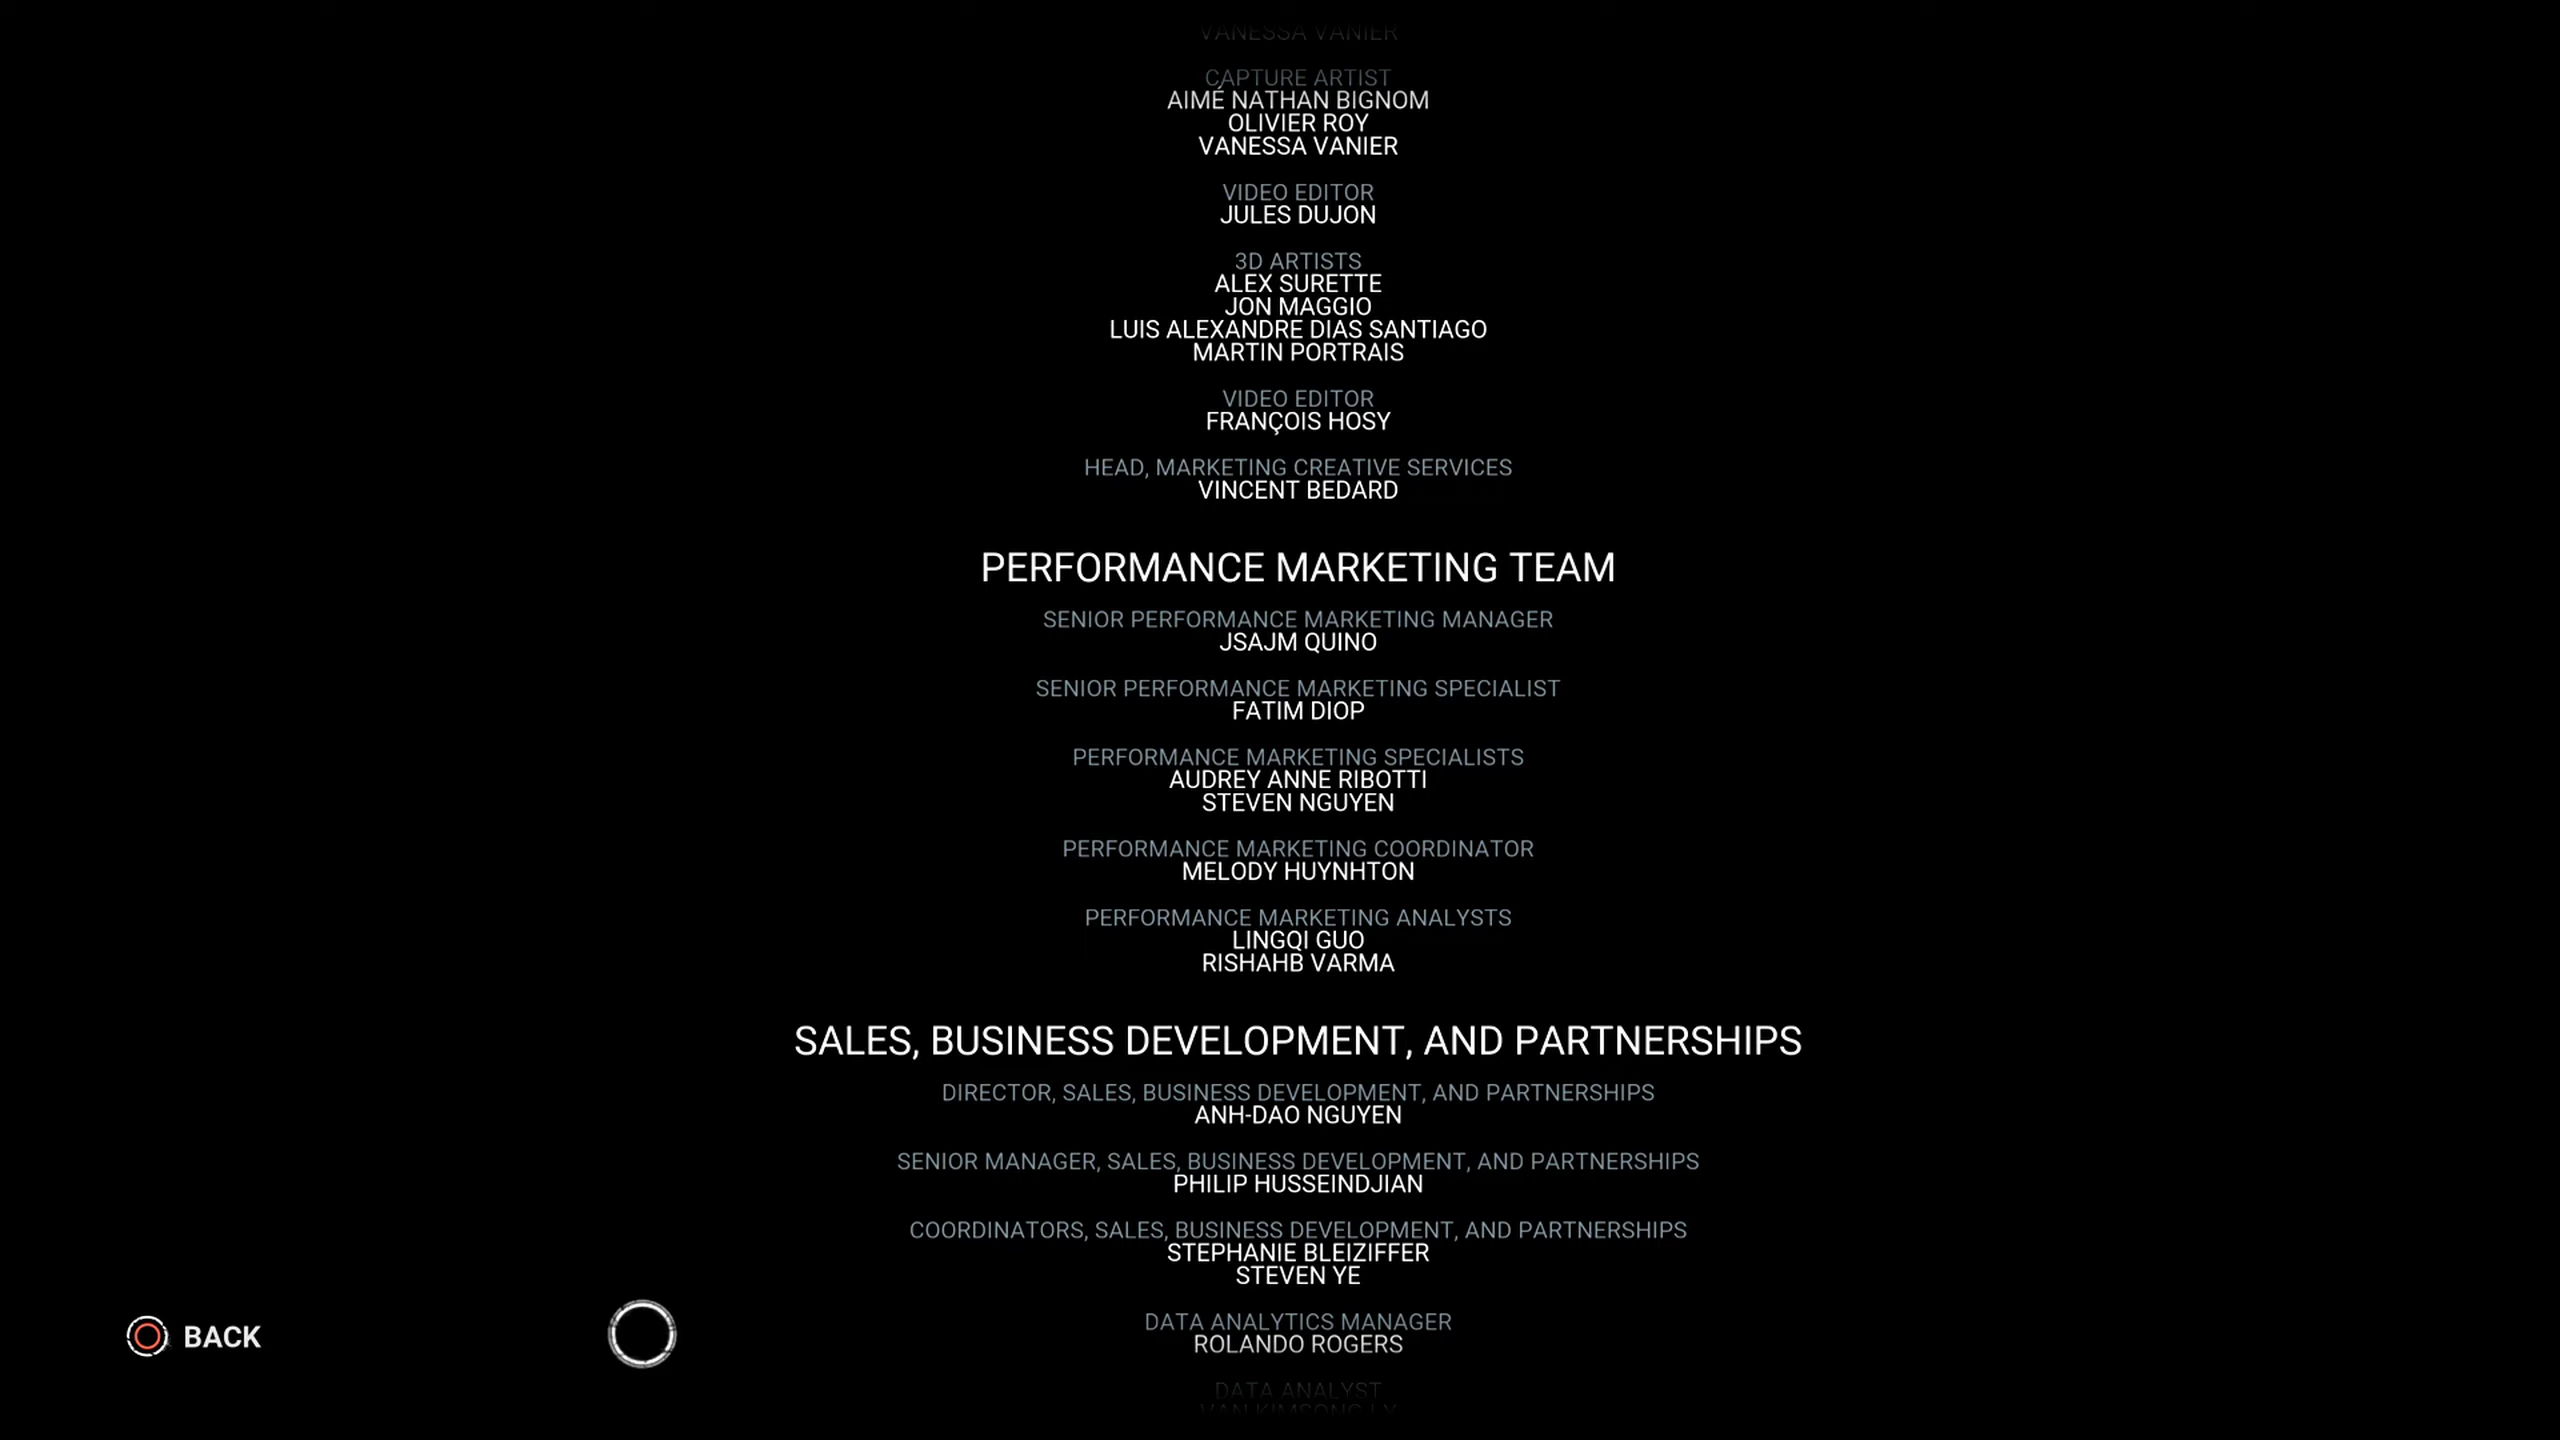 VANESSA VANIER
CAPTURE ARTIST
AIMÉ NATHAN BIGNOM
OLIVIER ROY
VANESSA VANIER
VIDEO EDITOR
JULES DUJON
3D ARTISTS
ALEX SURETTE
JON MAGGIO
LUIS ALEXANDRE DIAS SANTIAGO
MARTIN PORTRAIS
VIDEO EDITOR
FRANÇOIS HOSY
HEAD, MARKETING CREATIVE SERVICES
VINCENT BEDARD
PERFORMANCE MARKETING TEAM
SENIOR PERFORMANCE MARKETING MANAGER
JSAJM QUINO
SENIOR PERFORMANCE MARKETING SPECIALIST
FATIM DIOP
PERFORMANCE MARKETING SPECIALISTS
AUDREY ANNE RIBOTTI
STEVEN NGUYEN
PERFORMANCE MARKETING COORDINATOR
MELODY HUYNHTON
PERFORMANCE MARKETING ANALYSTS
LINGQI GUO
RISHAHB VARMA
SALES, BUSINESS DEVELOPMENT, AND PARTNERSHIPS
DIRECTOR, SALES, BUSINESS DEVELOPMENT, AND PARTNERSHIPS
ANH-DAO NGUYEN
SENIOR MANAGER, SALES, BUSINESS DEVELOPMENT, AND PARTNERSHIPS
PHILIP HUSSEINDJIAN
COORDINATORS, SALES, BUSINESS DEVELOPMENT, AND PARTNERSHIPS
STEPHANIE BLEIZIFFER
STEVEN YE
DATA ANALYTICS MANAGER
ROLANDO ROGERS
DATA ANALYST
VAN KIMSONG LY
BACK